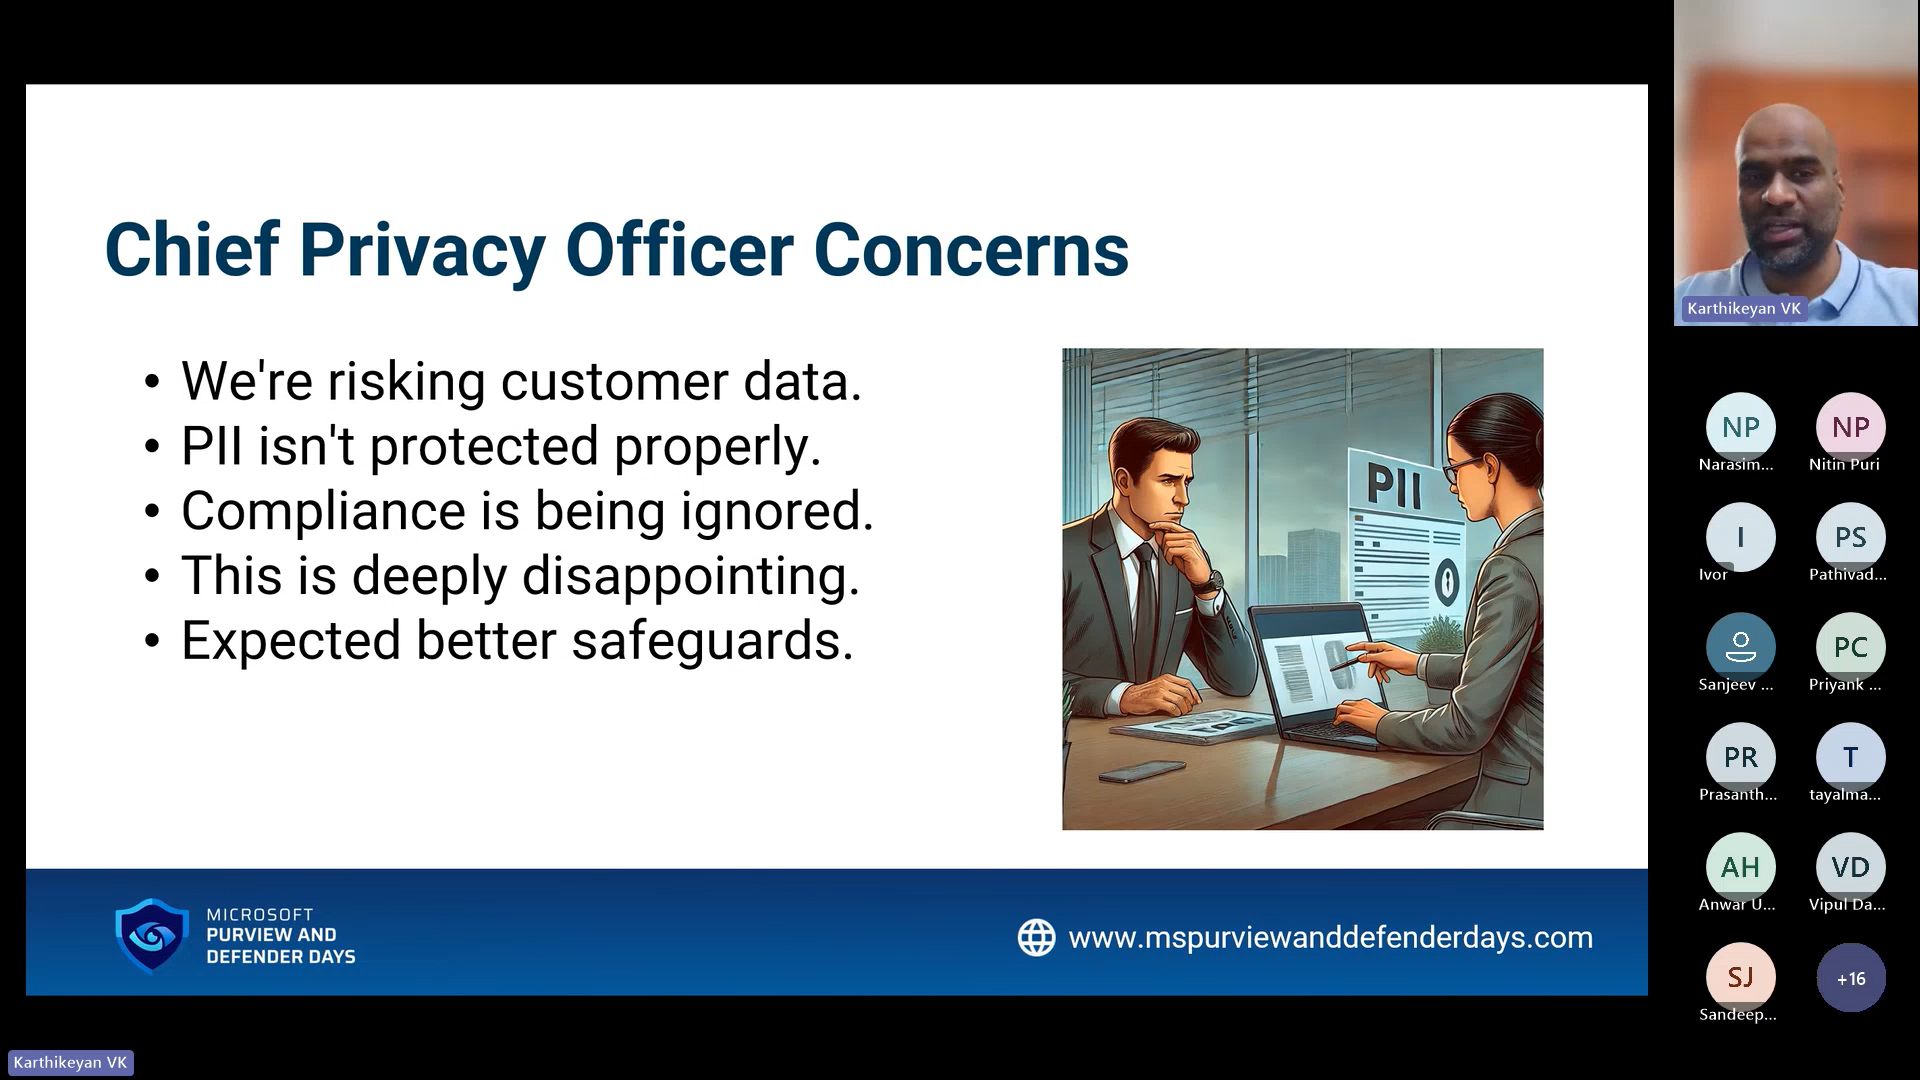 Chief Privacy Officer Concerns
• We're risking customer data.
• PII isn't protected properly.
• Compliance is being ignored.
• This is deeply disappointing.
• Expected better safeguards.
PII
MICROSOFT
PURVIEW AND
DEFENDER DAYS
www.mspurviewanddefenderdays.com
Karthikeyan VK
NP
NP
Narasim...
Nitin Puri
I
PS
Ivor
Pathivad...
PC
Sanjeev ...
Priyank ...
PR
T
Prasanth...
tayalma...
AH
VD
Anwar U...
Vipul Da...
SJ
+16
Sandeep...
Karthikeyan VK